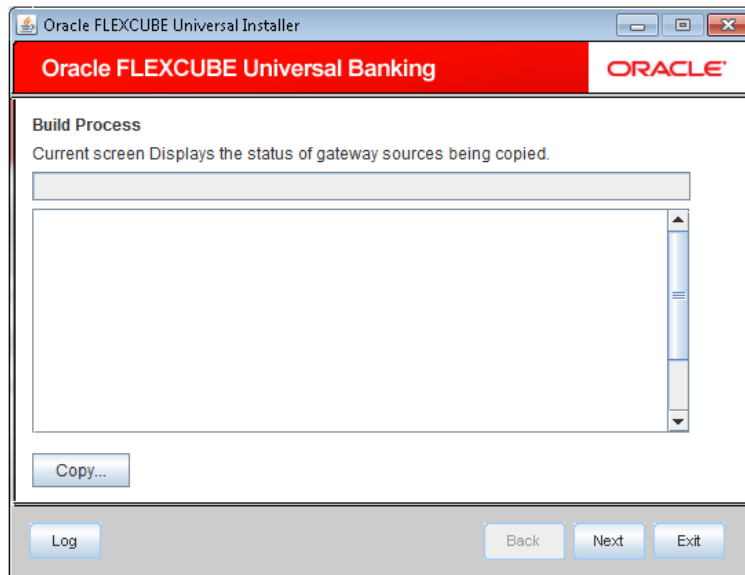 Oracle FLEXCUBE Universal Installer
Oracle FLEXCUBE Universal Banking
ORACLE
Build Process
Current screen Displays the status of gateway sources being copied.
Copy...
Log
Back
Next
Exit